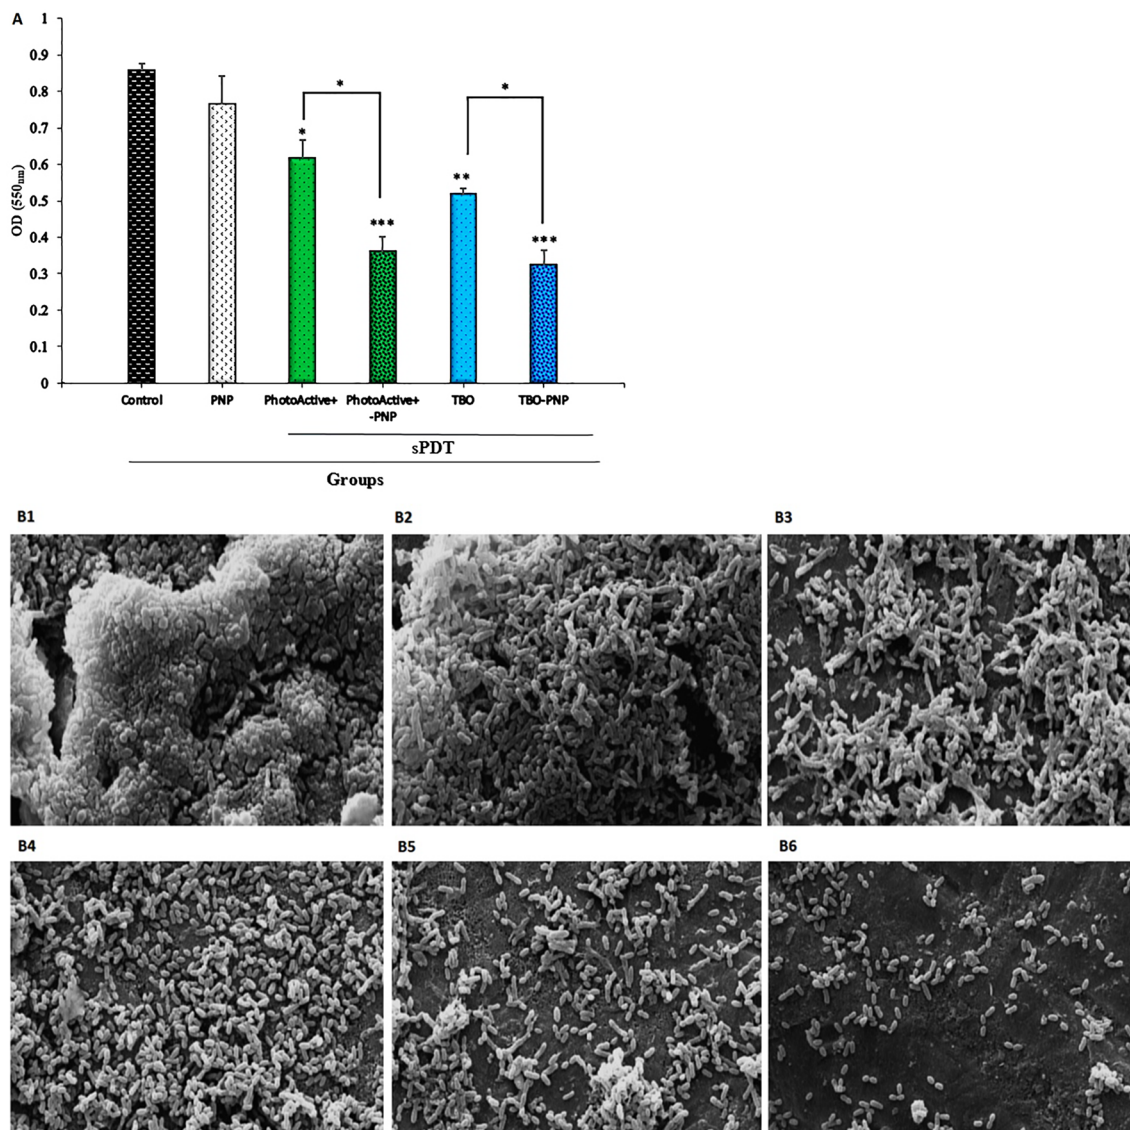 A
1
0.9
0.8
0.7
0.6
0.5
0.4
0.3
0.2
0.1
0
OD (550nm)
*
*
*
***
**
***
Control
PNP
PhotoActive+
PhotoActive+
-PNP
TBO
TBO-PNP
sPDT
Groups
B1
B2
B3
B4
B5
B6